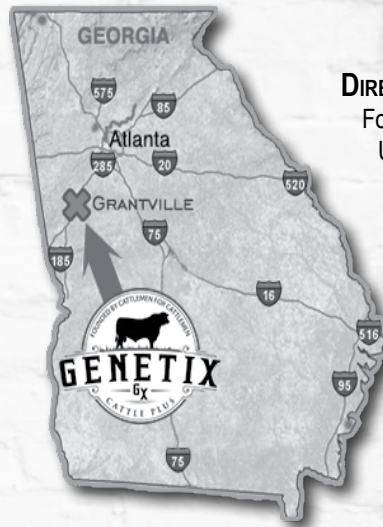 GEORGIA
575
85
DIRE
Fo
U
Atlanta
285
20
520
GRANTVILLE
75
185
16
FOUNDED BY CATTLEMEN FOR CATTLEMEN
516
GENETIX
GX
95
CATTLE PLUS
75